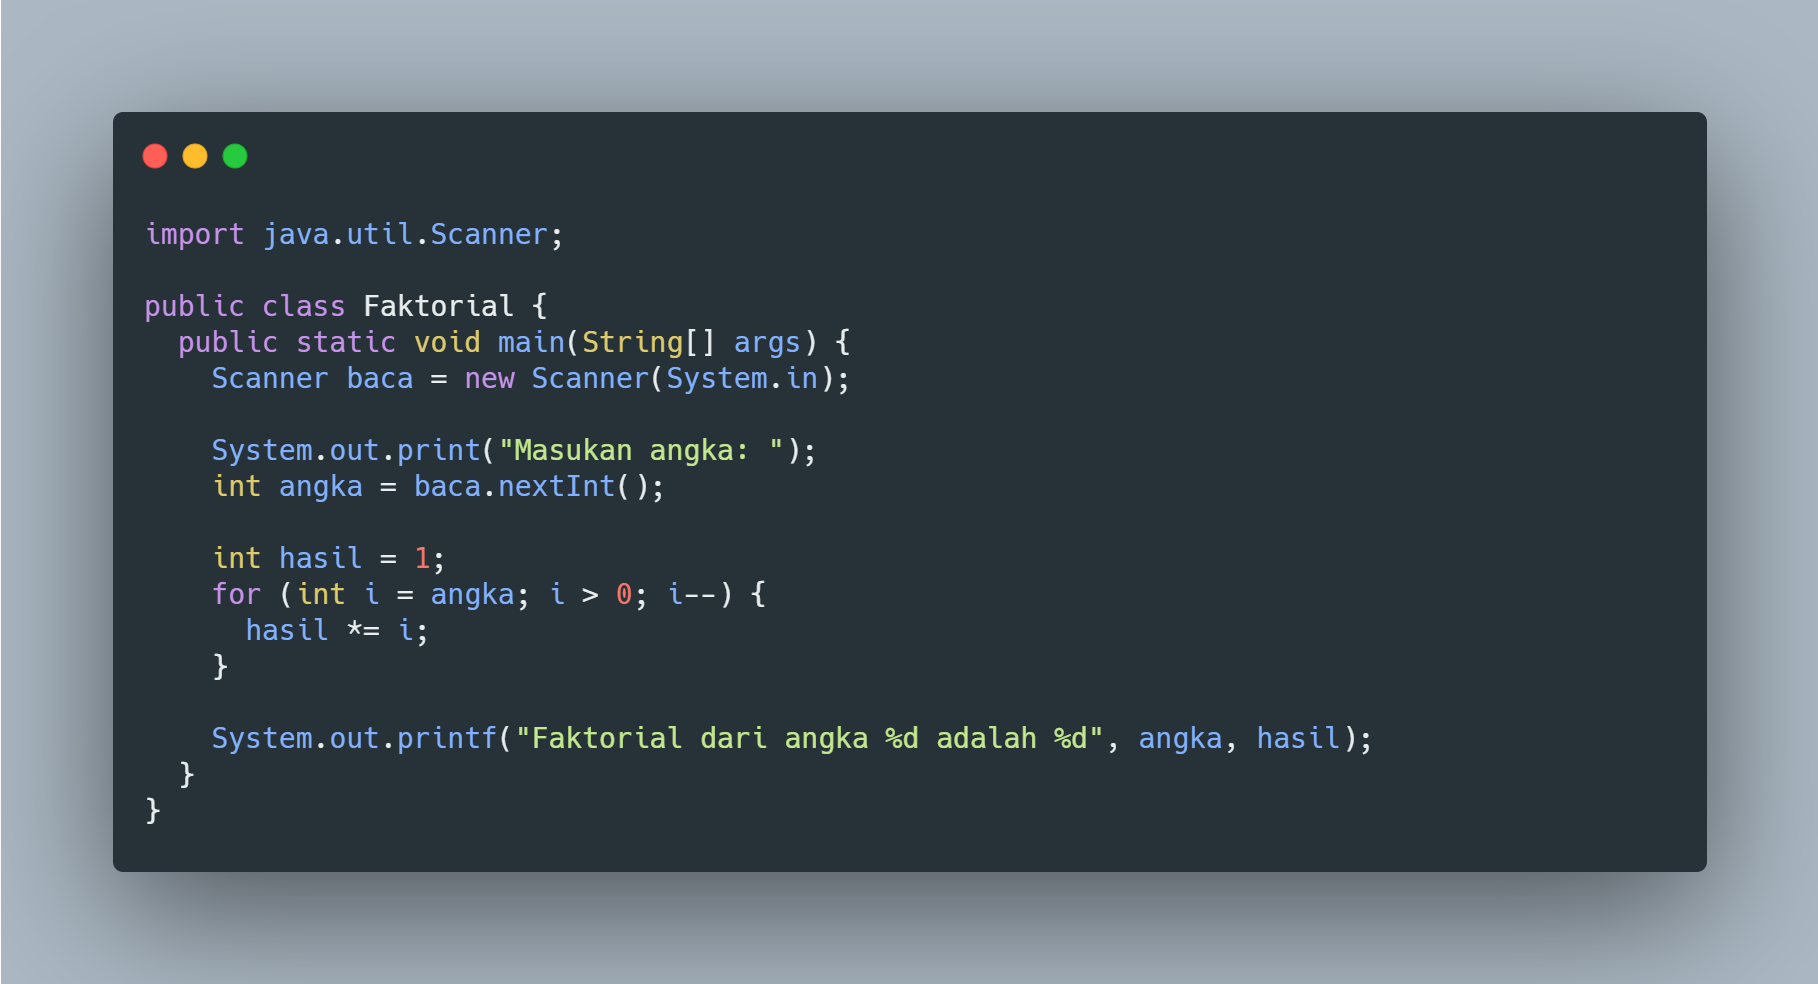 import java.util.Scanner;

public class Faktorial {
  public static void main(String[] args) {
    Scanner baca = new Scanner(System.in);

    System.out.print("Masukan angka: ");
    int angka = baca.nextInt();

    int hasil = 1;
    for (int i = angka; i > 0; i--) {
      hasil *= i;
    }

    System.out.printf("Faktorial dari angka %d adalah %d", angka, hasil);
  }
}